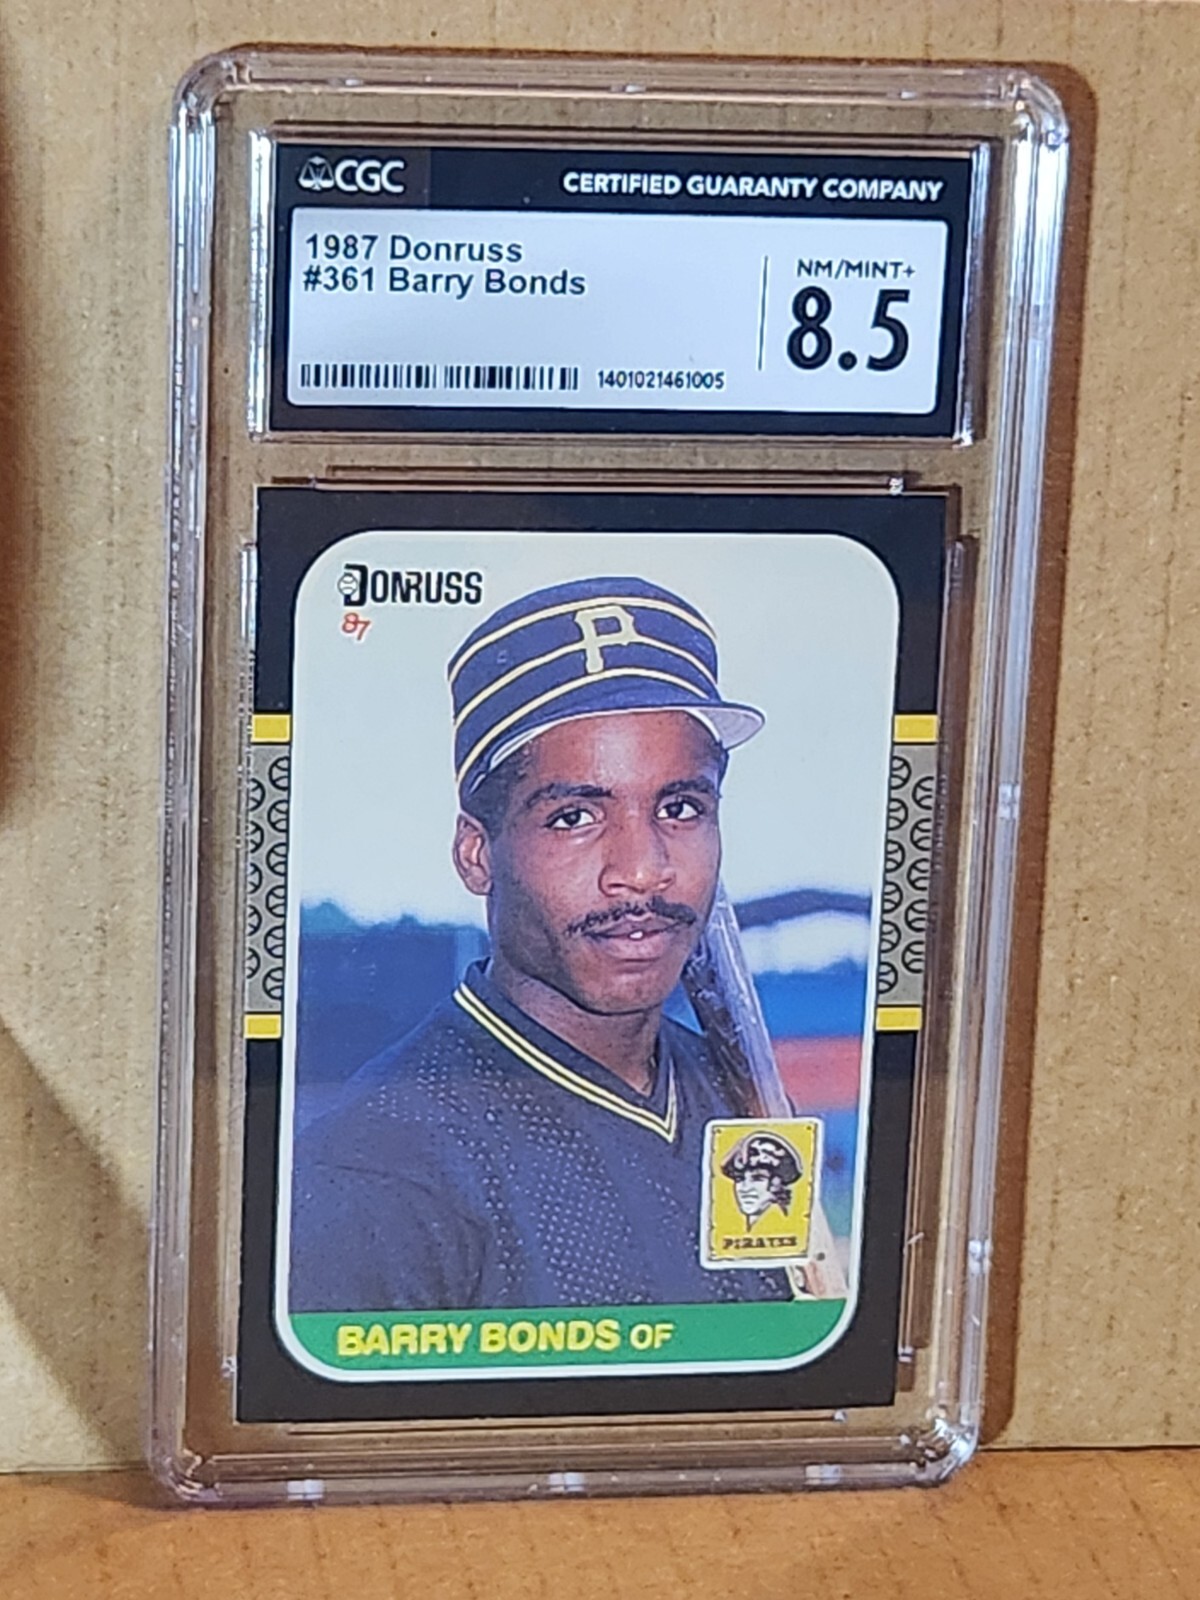 CGC
CERTIFIED GUARANTY COMPANY
1987 Donruss
#361 Barry Bonds
NM/MINT+
8.5
1401021461005
DONRUSS
87
P
PIRATES
BARRY BONDS OF